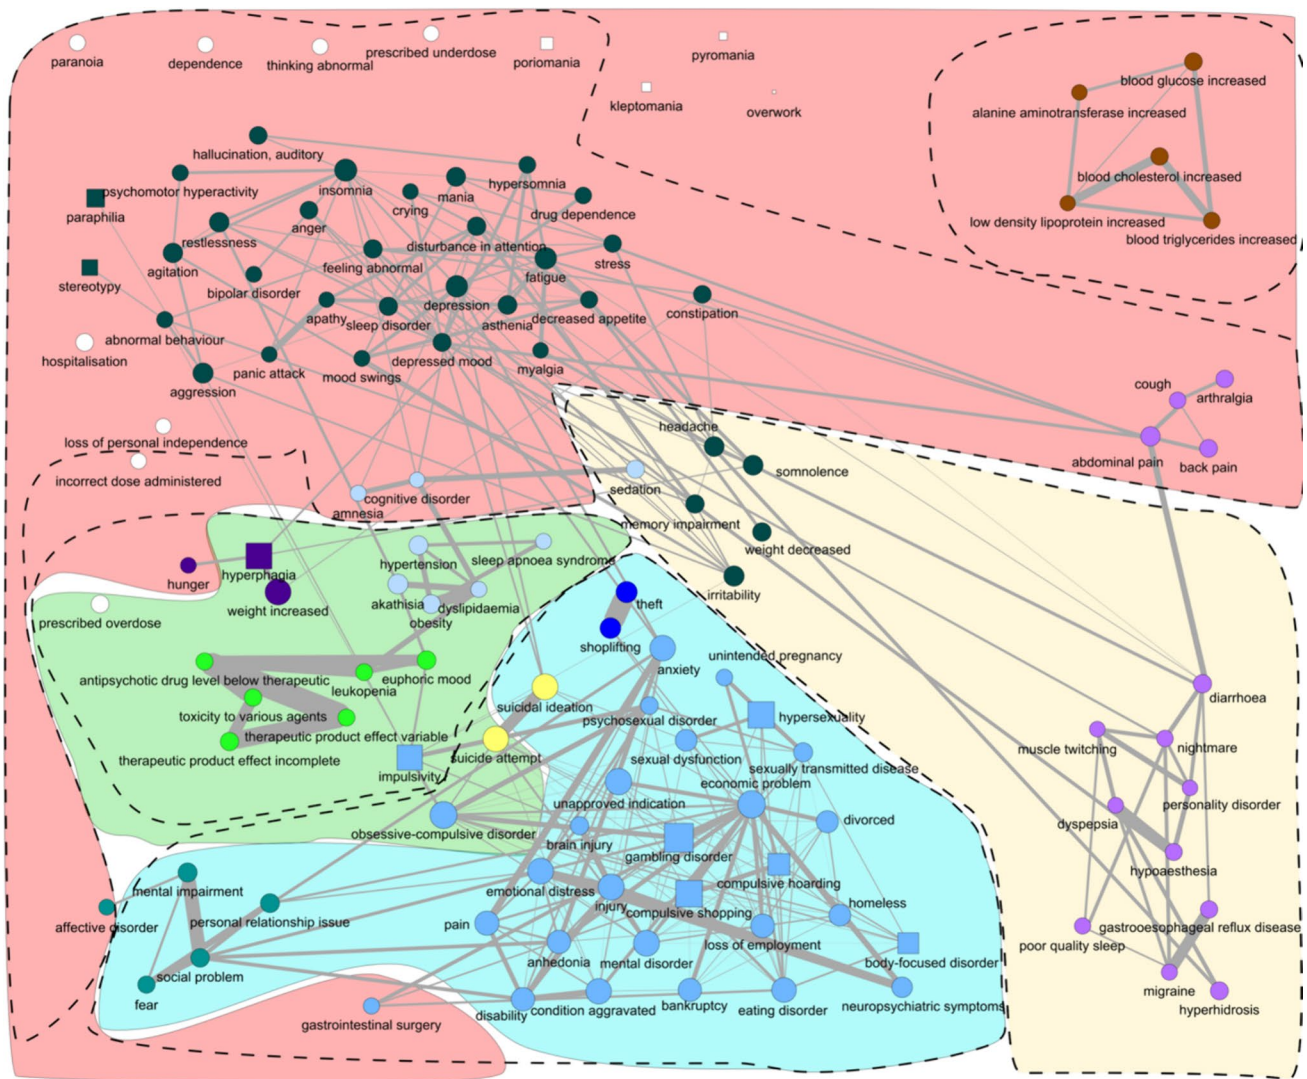 paranoia
dependence
thinking abnormal
prescribed underdose
poriomania
pyromania
kleptomania
overwork
blood glucose increased
alanine aminotransferase increased
blood cholesterol increased
low density lipoprotein increased
blood triglycerides increased
hallucination, auditory
psychomotor hyperactivity
insomnia
mania
hypersomnia
crying
drug dependence
paraphilia
anger
restlessness
disturbance in attention
stress
agitation
feeling abnormal
fatigue
stereotypy
bipolar disorder
depression
apathy
sleep disorder
asthenia
decreased appetite
constipation
abnormal behaviour
hospitalisation
panic attack
mood swings
depressed mood
myalgia
aggression
cough
arthralgia
loss of personal independence
headache
abdominal pain
back pain
incorrect dose administered
cognitive disorder
amnesia
sedation
somnolence
memory impairment
weight decreased
hunger
hyperphagia
weight increased
hypertension
sleep apnoea syndrome
akathisia
dyslipidaemia
obesity
theft
irritability
prescribed overdose
shoplifting
anxiety
unintended pregnancy
antipsychotic drug level below therapeutic
leukopenia
euphoric mood
suicidal ideation
psychosexual disorder
hypersexuality
diarrhoea
toxicity to various agents
therapeutic product effect variable
therapeutic product effect incomplete
impulsivity
suicide attempt
sexual dysfunction
sexually transmitted disease
economic problem
muscle twitching
nightmare
unapproved indication
personality disorder
obsessive-compulsive disorder
brain injury
gambling disorder
divorced
dyspepsia
hypoaesthesia
mental impairment
emotional distress
injury
compulsive hoarding
compulsive shopping
homeless
affective disorder
personal relationship issue
pain
loss of employment
gastrooesophageal reflux disease
poor quality sleep
anhedonia
mental disorder
body-focused disorder
social problem
fear
migraine
hyperhidrosis
gastrointestinal surgery
disability
condition aggravated
bankruptcy
eating disorder
neuropsychiatric symptoms